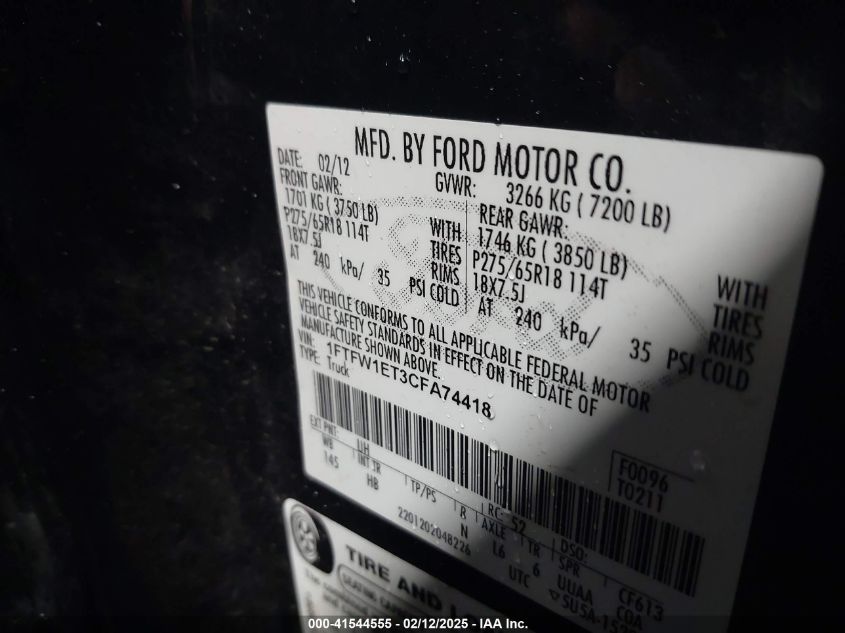 MFD. BY FORD MOTOR CO.
DATE: 02/12 GVWR: 3266 KG ( 7200 LB)
FRONT GAWR: REAR GAWR:
1701 KG ( 3750 LB) WITH 1746 KG ( 3850 LB) WITH
P275/65R18 114T TIRES P275/65R18 114T TIRES
18X7.5J RIMS 18X7.5J RIMS
AT 240 kPa/ 35 PSI COLD AT 240 kPa/ 35 PSI COLD
THIS VEHICLE CONFORMS TO ALL APPLICABLE FEDERAL MOTOR
VEHICLE SAFETY STANDARDS IN EFFECT ON THE DATE OF
MANUFACTURE SHOWN ABOVE.
VIN: 1FTFW1ET3CFA74418
TYPE: Truck
F0096
T0211
EXT PNT: UH RC: 52 DSO:
WB INT TR TP/PS R AXLE TR SPR
145 HB N L6 6 UUAA CF613
2201202048226 UTC
TIRE AND
SEATING CAPA
000-41544555 - 02/12/2025 - IAA Inc.